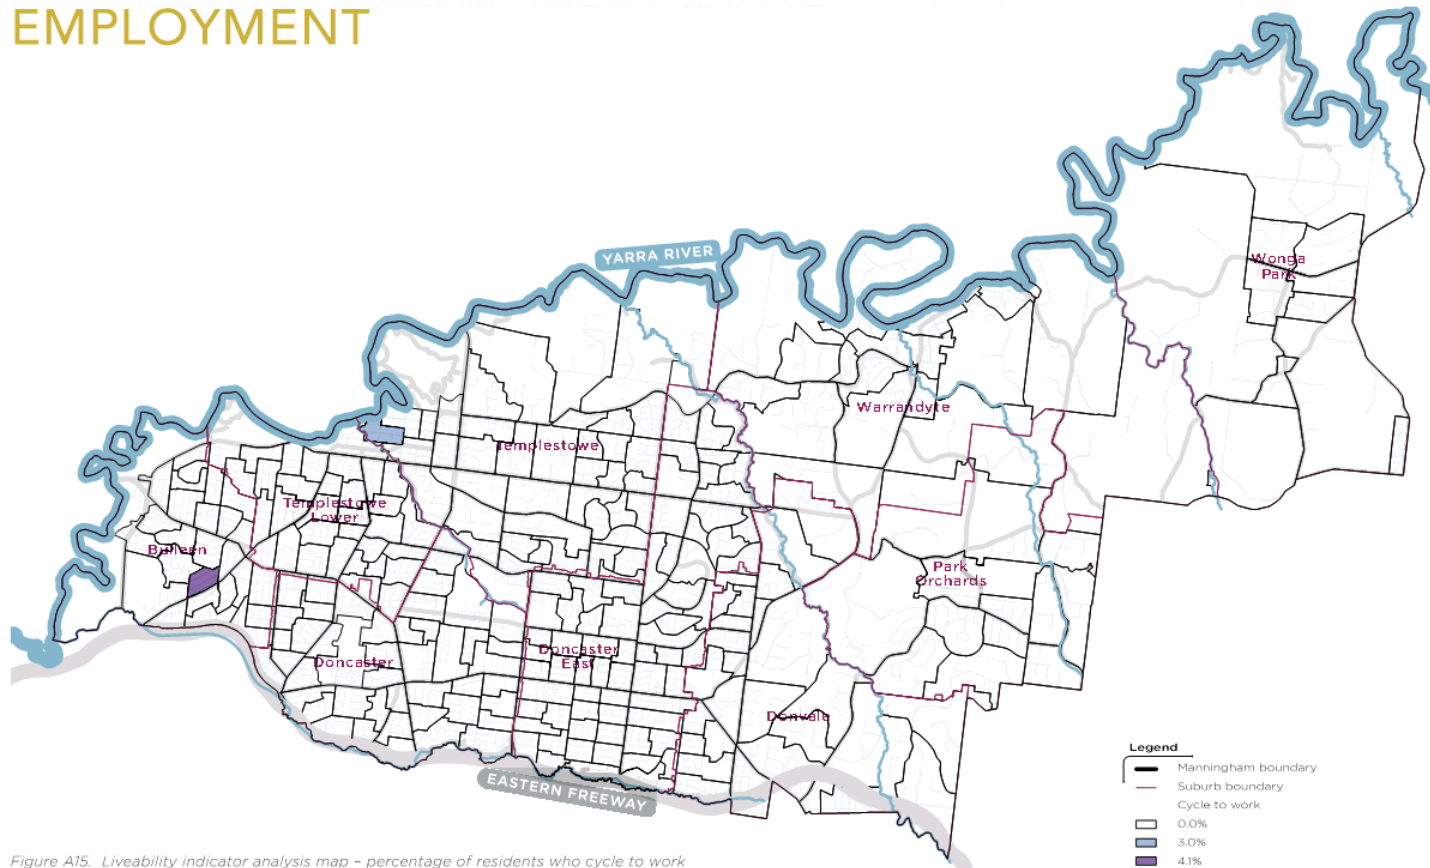 EMPLOYMENT
YARRA RIVER
Wonga
Park
Warrandyte
Templestowe
Templestowe
Lower
Bulleen
Park
Orchards
Doncaster
East
Doncaster
Donvale
EASTERN FREEWAY
Legend
Manningham boundary
Suburb boundary
Cycle to work
0.0%
3.0%
4.1%
Figure A15. Liveability indicator analysis map – percentage of residents who cycle to work